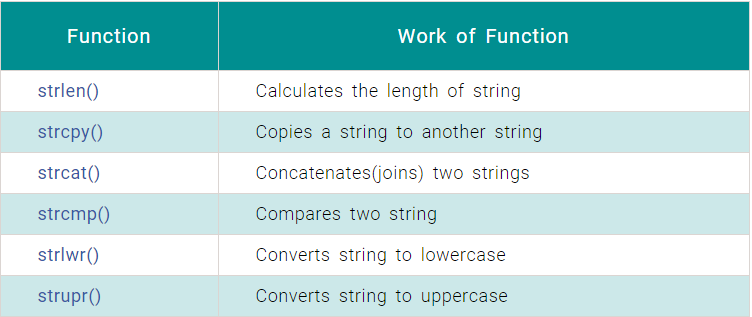 Function Work of Function
strlen() Calculates the length of string
strcpy() Copies a string to another string
strcat() Concatenates(joins) two strings
strcmp() Compares two string
strlwr() Converts string to lowercase
strupr() Converts string to uppercase